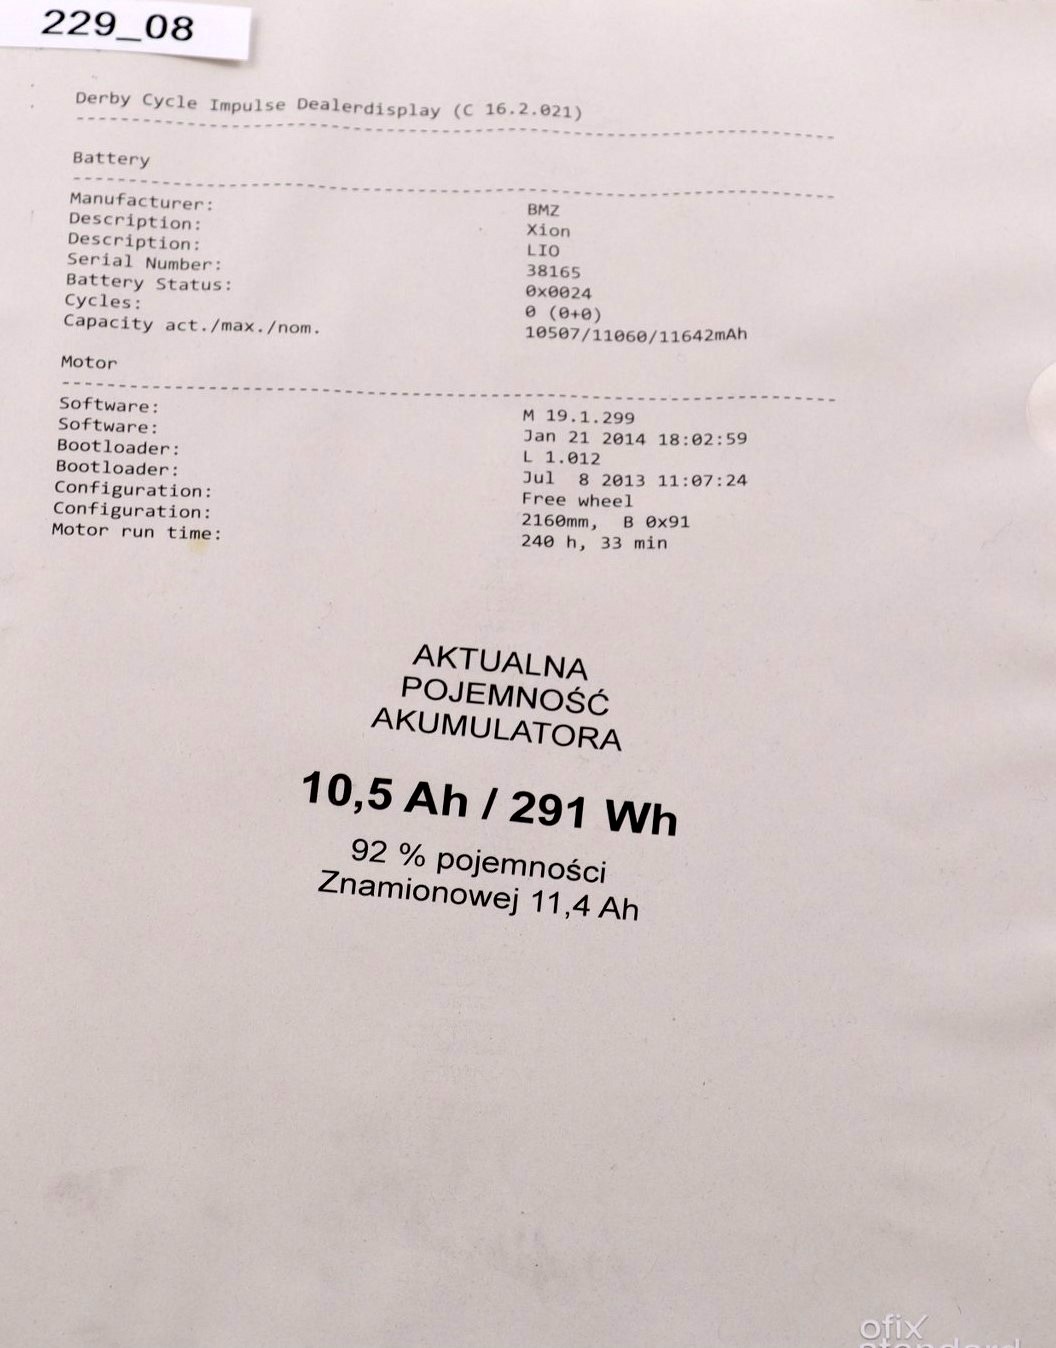 229_08
Derby Cycle Impulse Dealerdisplay (C 16.2.021)
Battery
Manufacturer: BMZ
Description: Xion
Description: LIO
Serial Number: 38165
Battery Status: 0x0024
Cycles: 0 (0+0)
Capacity act./max./nom. 10507/11060/11642mAh
Motor
Software: M 19.1.299
Software: Jan 21 2014 18:02:59
Bootloader: L 1.012
Bootloader: Jul  8 2013 11:07:24
Configuration: Free wheel
Configuration: 2160mm,  B 0x91
Motor run time: 240 h, 33 min
AKTUALNA
POJEMNOŚĆ
AKUMULATORA
10,5 Ah / 291 Wh
92 % pojemności
Znamionowej 11,4 Ah
ofix
standard